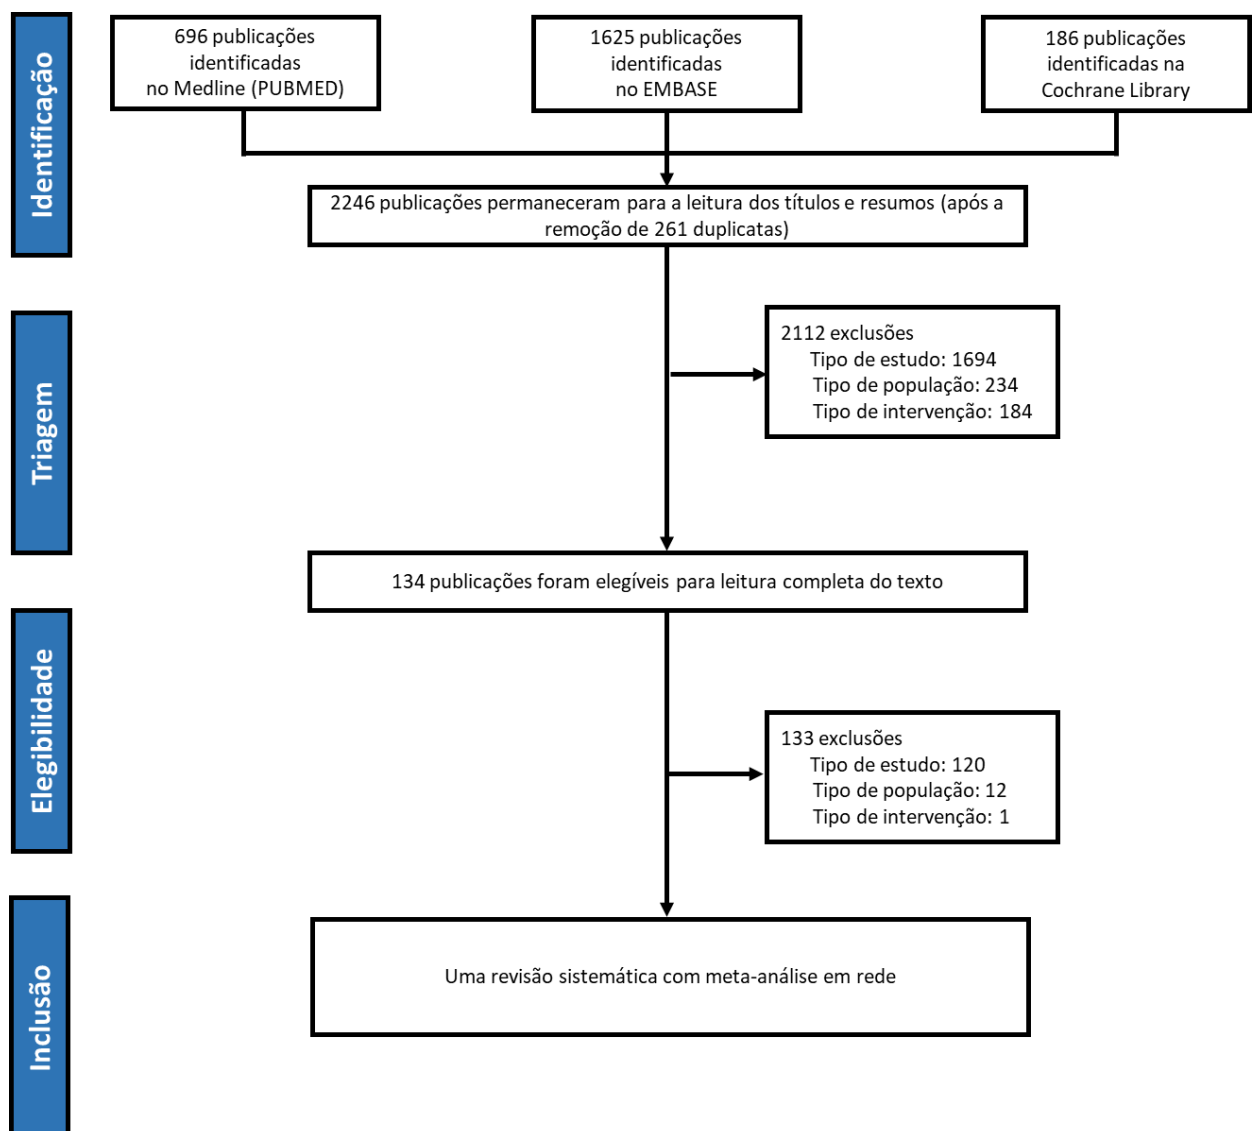 Identificação
696 publicações
identificadas
no Medline (PUBMED)
1625 publicações
identificadas
no EMBASE
186 publicações
identificadas na
Cochrane Library
2246 publicações permaneceram para a leitura dos títulos e resumos (após a
remoção de 261 duplicatas)
Triagem
2112 exclusões
Tipo de estudo: 1694
Tipo de população: 234
Tipo de intervenção: 184
134 publicações foram elegíveis para leitura completa do texto
Elegibilidade
133 exclusões
Tipo de estudo: 120
Tipo de população: 12
Tipo de intervenção: 1
Inclusão
Uma revisão sistemática com meta-análise em rede